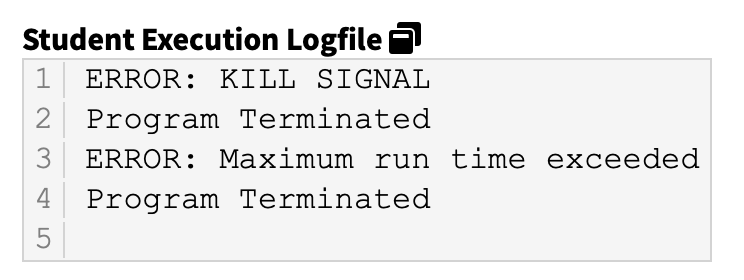 Student Execution Logfile
1 ERROR: KILL SIGNAL
2 Program Terminated
3 ERROR: Maximum run time exceeded
4 Program Terminated
5